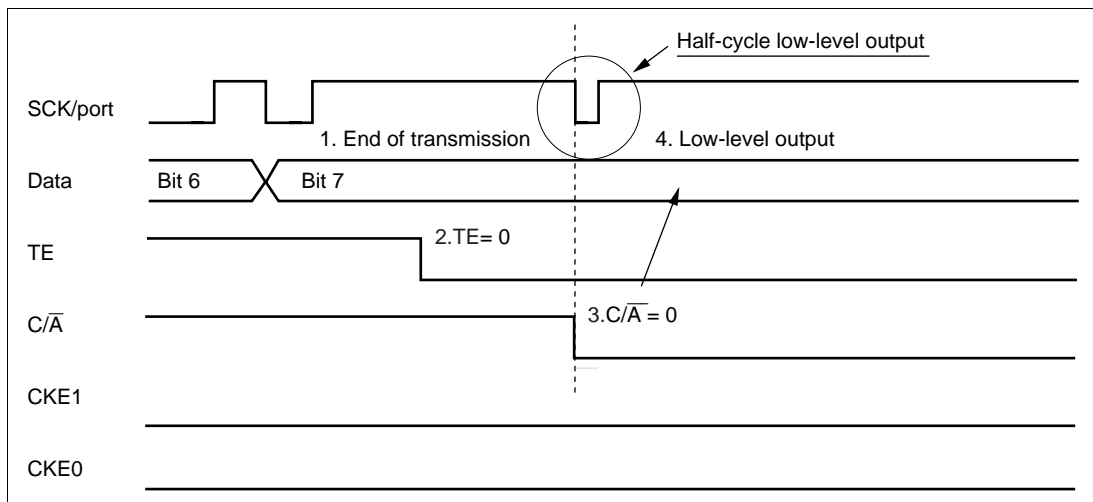 Half-cycle low-level output
SCK/port
1. End of transmission
4. Low-level output
Data
Bit 6
Bit 7
TE
2.TE= 0
C/A̅
3.C/A̅ = 0
CKE1
CKE0